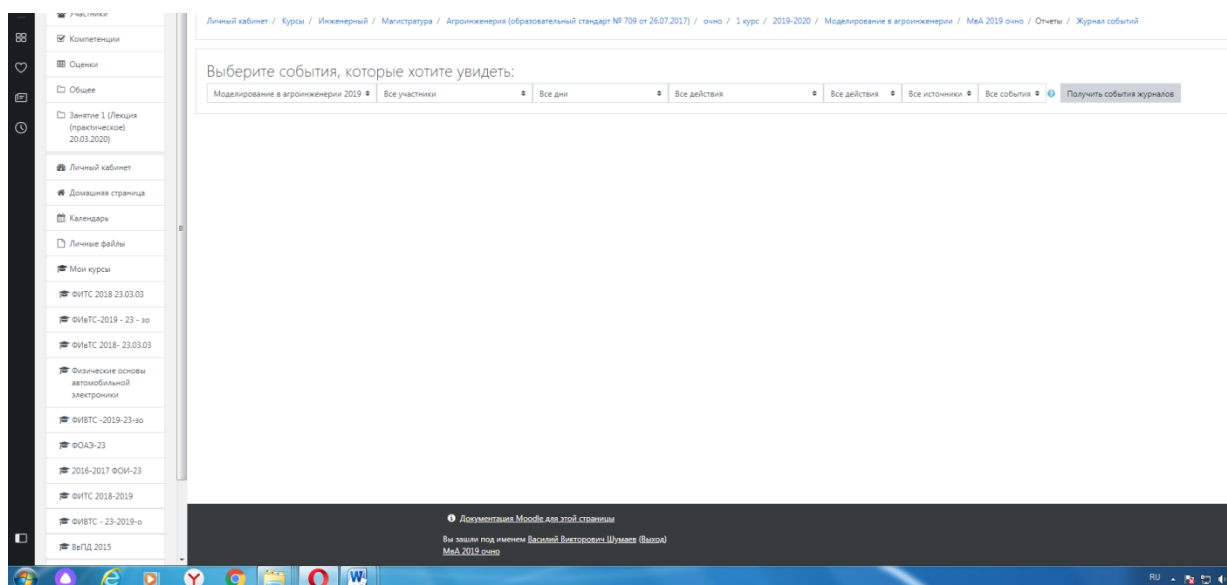 Участники
Компетенции
Оценки
Общее
Занятие 1 (Лекция
(практическое)
20.03.2020)
Личный кабинет
Домашняя страница
Календарь
Личные файлы
Мои курсы
ФИТС 2018 23.03.03
ФИвТС-2019 - 23 - зо
ФИвТС 2018- 23.03.03
Физические основы
автомобильной
электроники
ФИВТС -2019-23-зо
ФОАЭ-23
2016-2017 ФОИ-23
ФИТС 2018-2019
ФИВТС - 23-2019-о
ВвПД 2015
Личный кабинет / Курсы / Инженерный / Магистратура / Агроинженерия (образовательный стандарт № 709 от 26.07.2017) / очно / 1 курс / 2019-2020 / Моделирование в агроинженерии / МвА 2019 очно / Отчеты / Журнал событий
Выберите события, которые хотите увидеть:
Моделирование в агроинженерии 2019 Все участники Все дни Все действия Все действия Все источники Все события Получить события журналов
Документация Moodle для этой страницы
Вы зашли под именем Василий Викторович Шумаев (Выход)
МвА 2019 очно
RU